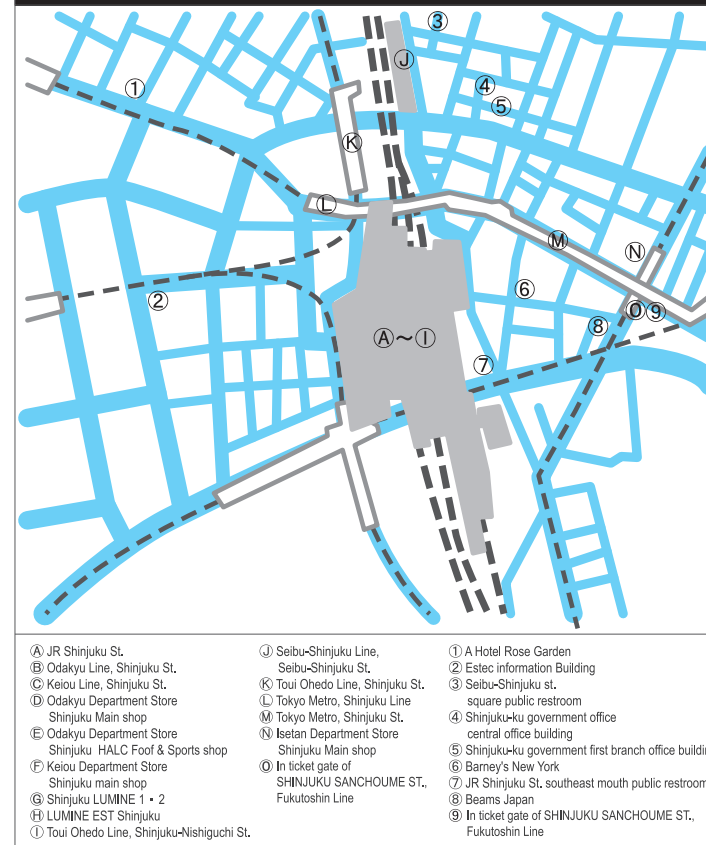 ③
J
①
④
⑤
K
L
M
N
②
⑥
O⑨
⑧
Ⓐ～Ⓘ
⑦
Ⓐ JR Shinjuku St.
Ⓑ Odakyu Line, Shinjuku St.
Ⓒ Keiou Line, Shinjuku St.
Ⓓ Odakyu Department Store
Shinjuku Main shop
Ⓔ Odakyu Department Store
Shinjuku HALC Foof & Sports shop
Ⓕ Keiou Department Store
Shinjuku main shop
Ⓖ Shinjuku LUMINE 1・2
Ⓗ LUMINE EST Shinjuku
Ⓘ Toui Ohedo Line, Shinjuku-Nishiguchi St.
Ⓙ Seibu-Shinjuku Line,
Seibu-Shinjuku St.
Ⓚ Toui Ohedo Line, Shinjuku St.
Ⓛ Tokyo Metro, Shinjuku Line
Ⓜ Tokyo Metro, Shinjuku St.
Ⓝ Isetan Department Store
Shinjuku Main shop
Ⓞ In ticket gate of
SHINJUKU SANCHOUME ST.,
Fukutoshin Line
① A Hotel Rose Garden
② Estec information Building
③ Seibu-Shinjuku st.
square public restroom
④ Shinjuku-ku government office
central office building
⑤ Shinjuku-ku government first branch office buildin
⑥ Barney's New York
⑦ JR Shinjuku St. southeast mouth public restroom
⑧ Beams Japan
⑨ In ticket gate of SHINJUKU SANCHOUME ST.,
Fukutoshin Line